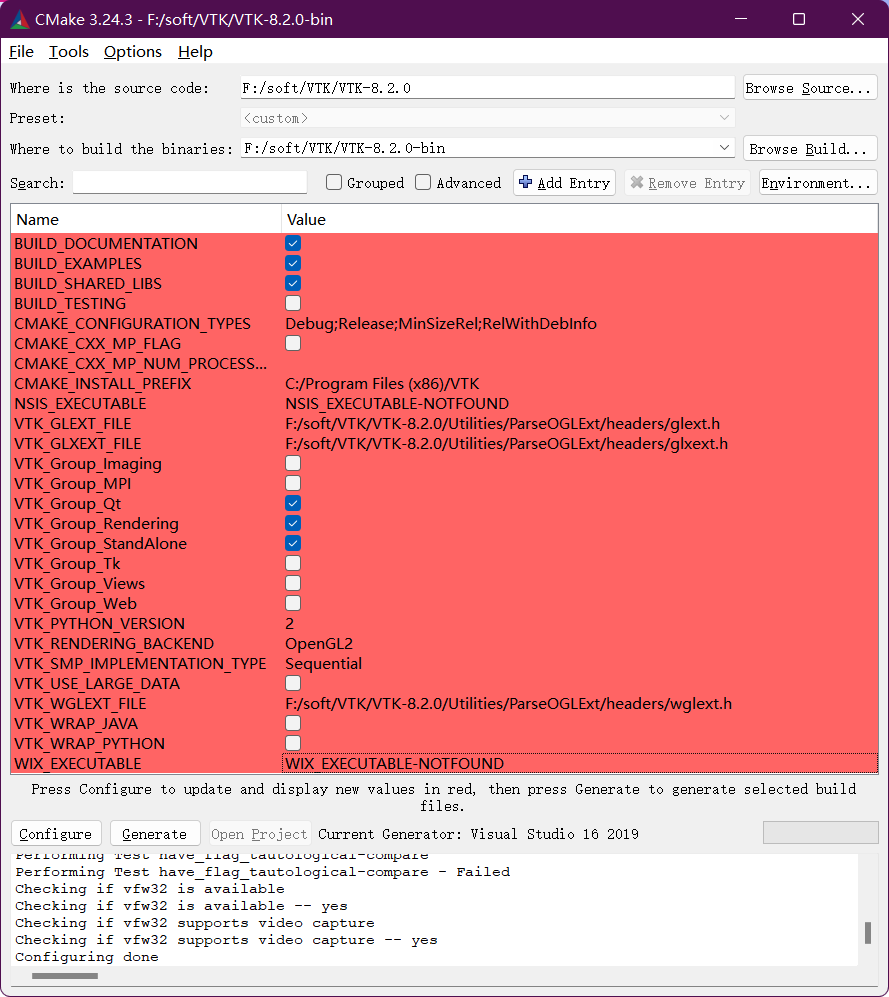 CMake 3.24.3 - F:/soft/VTK/VTK-8.2.0-bin
File Tools Options Help
Where is the source code: F:/soft/VTK/VTK-8.2.0 Browse Source...
Preset: <custom>
Where to build the binaries: F:/soft/VTK/VTK-8.2.0-bin Browse Build...
Search: Grouped Advanced Add Entry Remove Entry Environment...
Name Value
BUILD_DOCUMENTATION
BUILD_EXAMPLES
BUILD_SHARED_LIBS
BUILD_TESTING
CMAKE_CONFIGURATION_TYPES Debug;Release;MinSizeRel;RelWithDebInfo
CMAKE_CXX_MP_FLAG
CMAKE_CXX_MP_NUM_PROCESS...
CMAKE_INSTALL_PREFIX C:/Program Files (x86)/VTK
NSIS_EXECUTABLE NSIS_EXECUTABLE-NOTFOUND
VTK_GLEXT_FILE F:/soft/VTK/VTK-8.2.0/Utilities/ParseOGLExt/headers/glext.h
VTK_GLXEXT_FILE F:/soft/VTK/VTK-8.2.0/Utilities/ParseOGLExt/headers/glxext.h
VTK_Group_Imaging
VTK_Group_MPI
VTK_Group_Qt
VTK_Group_Rendering
VTK_Group_StandAlone
VTK_Group_Tk
VTK_Group_Views
VTK_Group_Web
VTK_PYTHON_VERSION 2
VTK_RENDERING_BACKEND OpenGL2
VTK_SMP_IMPLEMENTATION_TYPE Sequential
VTK_USE_LARGE_DATA
VTK_WGLEXT_FILE F:/soft/VTK/VTK-8.2.0/Utilities/ParseOGLExt/headers/wglext.h
VTK_WRAP_JAVA
VTK_WRAP_PYTHON
WIX_EXECUTABLE WIX_EXECUTABLE-NOTFOUND
Press Configure to update and display new values in red, then press Generate to generate selected build
files.
Configure Generate Open Project Current Generator: Visual Studio 16 2019
Performing Test have_flag_tautological-compare
Performing Test have_flag_tautological-compare - Failed
Checking if vfw32 is available
Checking if vfw32 is available -- yes
Checking if vfw32 supports video capture
Checking if vfw32 supports video capture -- yes
Configuring done